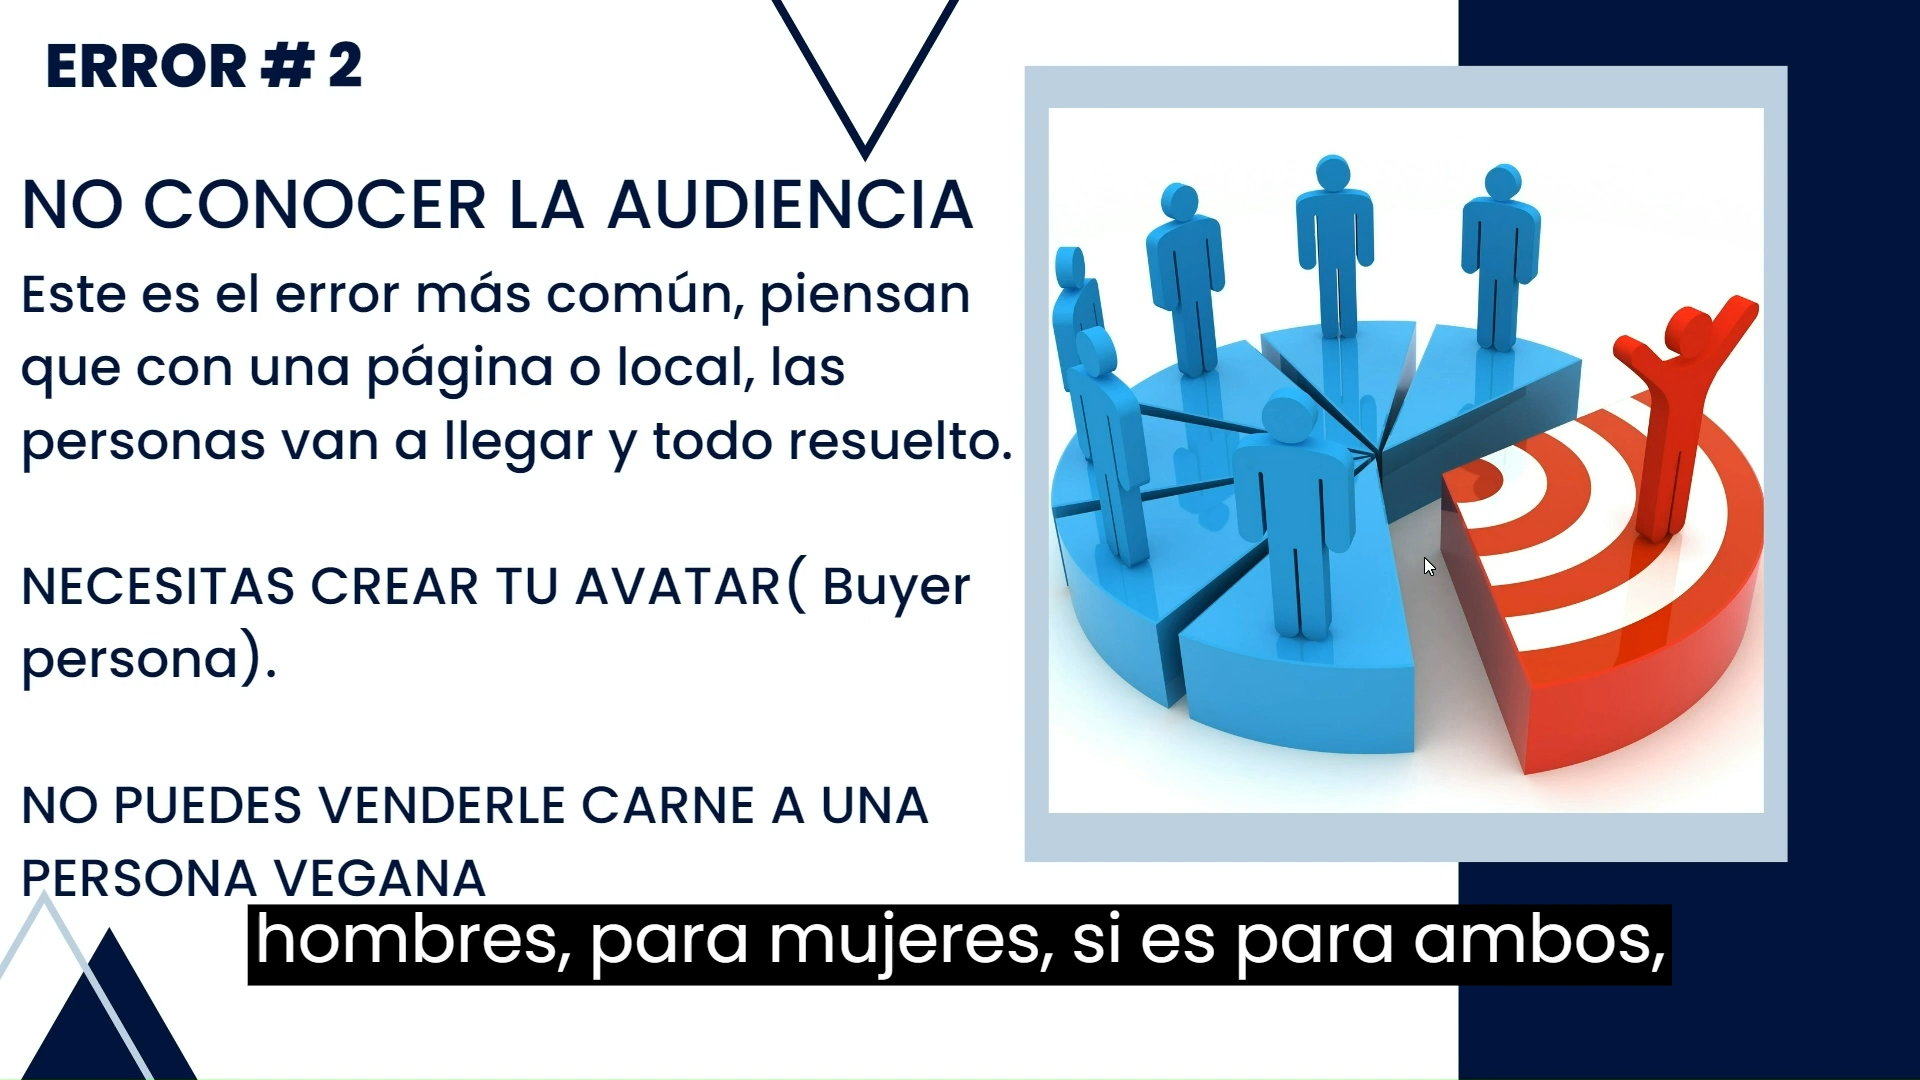 ERROR # 2
NO CONOCER LA AUDIENCIA
Este es el error más común, piensan
que con una página o local, las
personas van a llegar y todo resuelto.
NECESITAS CREAR TU AVATAR( Buyer
persona).
NO PUEDES VENDERLE CARNE A UNA
PERSONA VEGANA
hombres, para mujeres, si es para ambos,